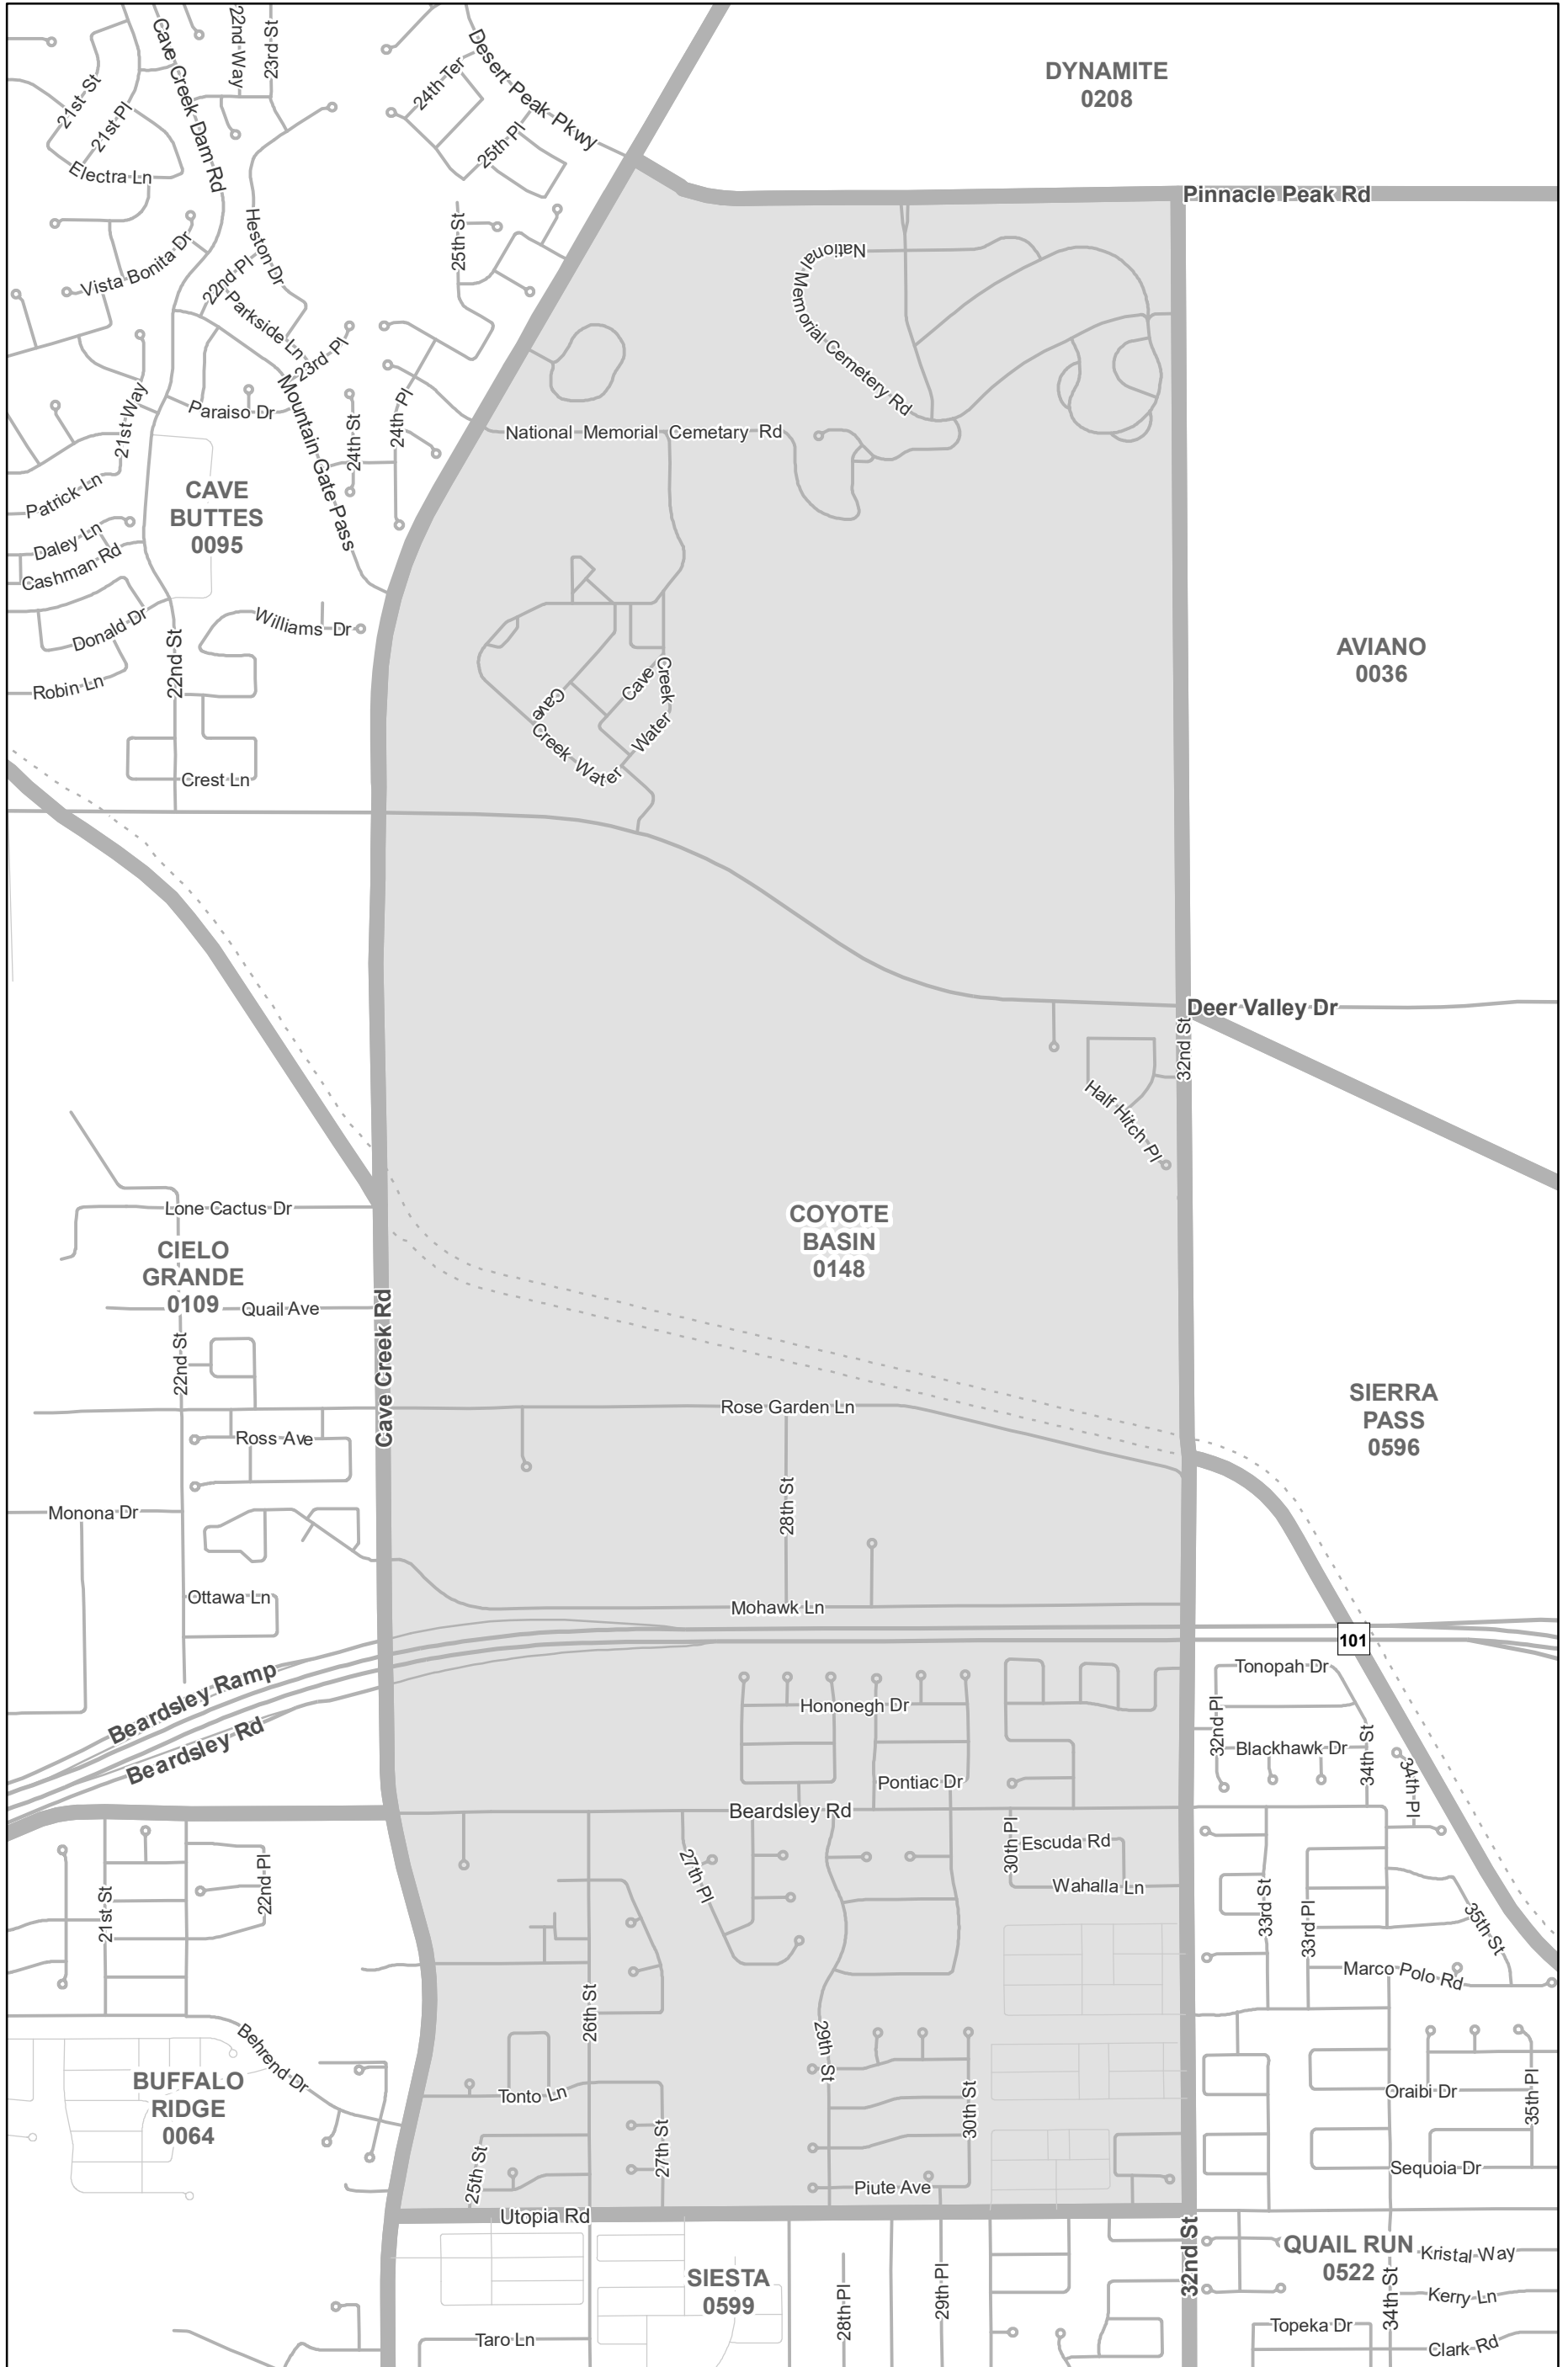 DYNAMITE
0208
22nd Way
23rd St
Cave Creek Dam Rd
Desert Peak Pkwy
24th Ter
21st St
21st Pl
25th Pl
Electra Ln
Pinnacle Peak Rd
Heston Dr
25th St
Vista Bonita Dr
22nd Pl
Parkside Ln
23rd Pl
National
Memorial Cemetery Rd
Mountain Gate Pass
21st Way
Paraiso Dr
24th St
24th Pl
National Memorial Cemetary Rd
Patrick Ln
CAVE
BUTTES
0095
Daley Ln
Cashman Rd
Donald Dr
Williams Dr
22nd St
Robin Ln
AVIANO
0036
Cave
Creek
Water
Cave
Creek Water
Crest Ln
Deer Valley Dr
32nd St
Half Hitch Pl
COYOTE
BASIN
0148
Lone Cactus Dr
CIELO
GRANDE
0109
Quail Ave
22nd St
Cave Creek Rd
Rose Garden Ln
SIERRA
PASS
0596
Ross Ave
28th St
Monona Dr
Ottawa Ln
Mohawk Ln
101
Beardsley Ramp
Beardsley Rd
Tonopah Dr
Hononegh Dr
32nd Pl
Blackhawk Dr
34th St
34th Pl
Pontiac Dr
Beardsley Rd
30th Pl
Escuda Rd
27th Pl
Wahalla Ln
21st St
22nd Pl
33rd St
33rd Pl
35th St
Marco Polo Rd
26th St
29th St
Behrend Dr
BUFFALO
RIDGE
0064
Tonto Ln
30th St
Oraibi Dr
35th Pl
25th St
27th St
Piute Ave
Sequoia Dr
Utopia Rd
32nd St
QUAIL RUN
0522
Kristal Way
SIESTA
0599
28th Pl
29th Pl
34th St
Kerry Ln
Taro Ln
Topeka Dr
Clark Rd